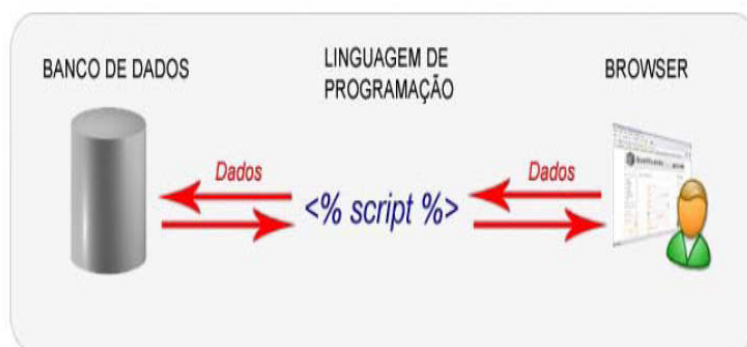 BANCO DE DADOS
LINGUAGEM DE
PROGRAMAÇÃO
BROWSER
Dados
<% script %>
Dados